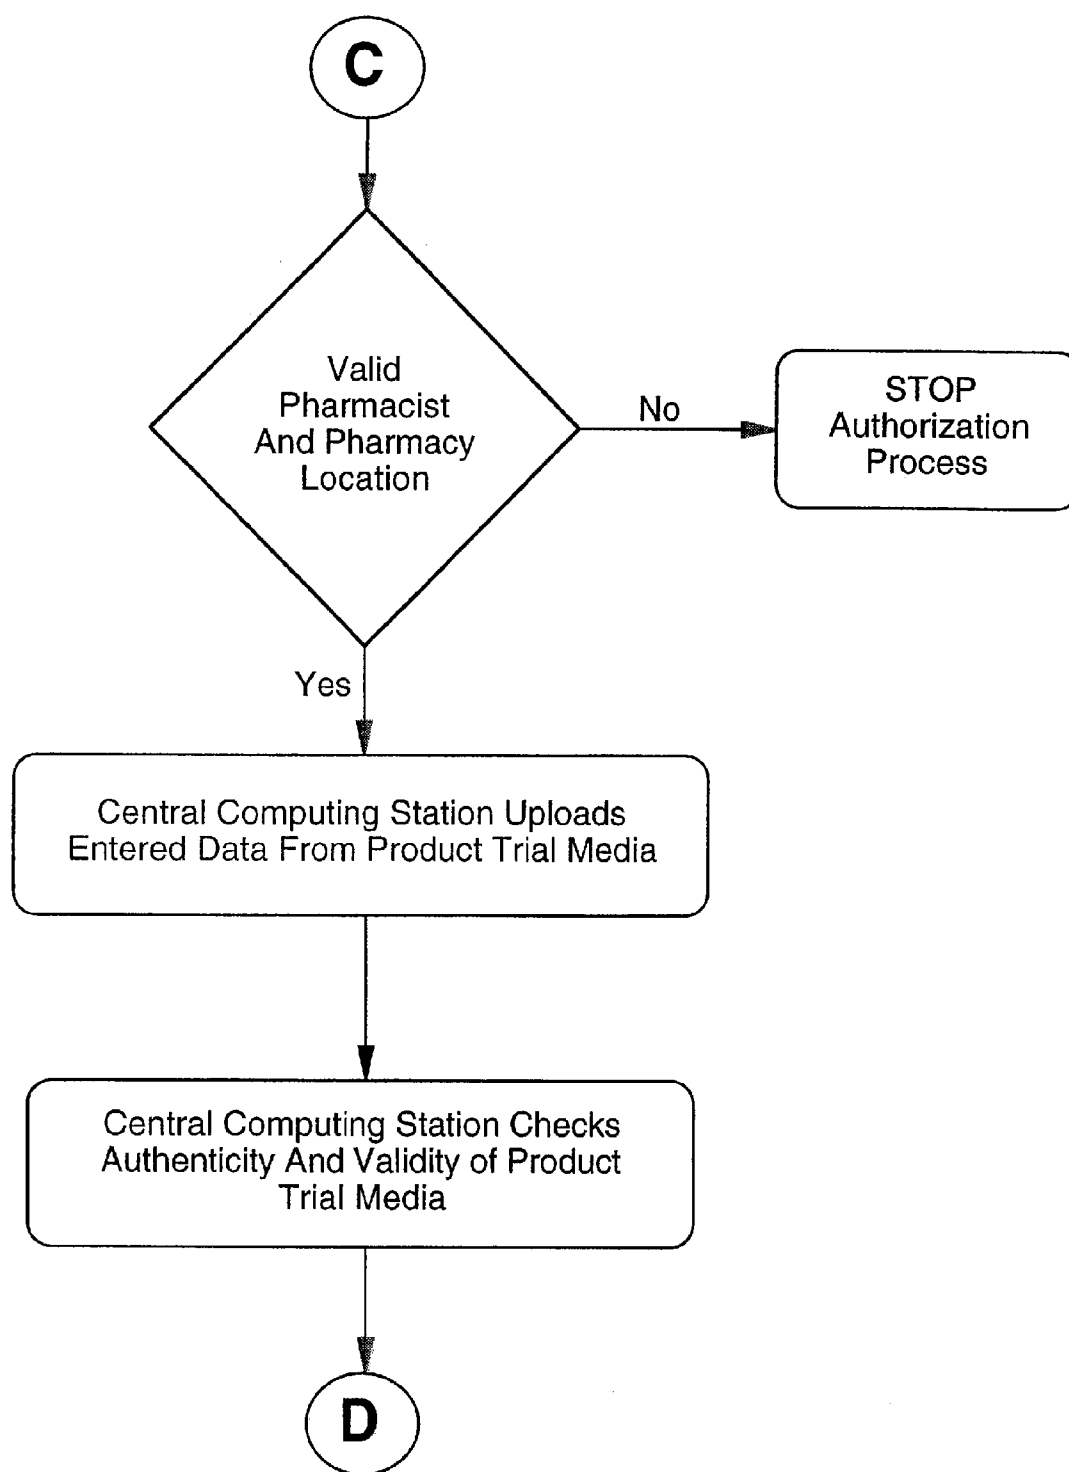 C
Valid
Pharmacist
And Pharmacy
Location
No
STOP
Authorization
Process
Yes
Central Computing Station Uploads
Entered Data From Product Trial Media
Central Computing Station Checks
Authenticity And Validity of Product
Trial Media
D